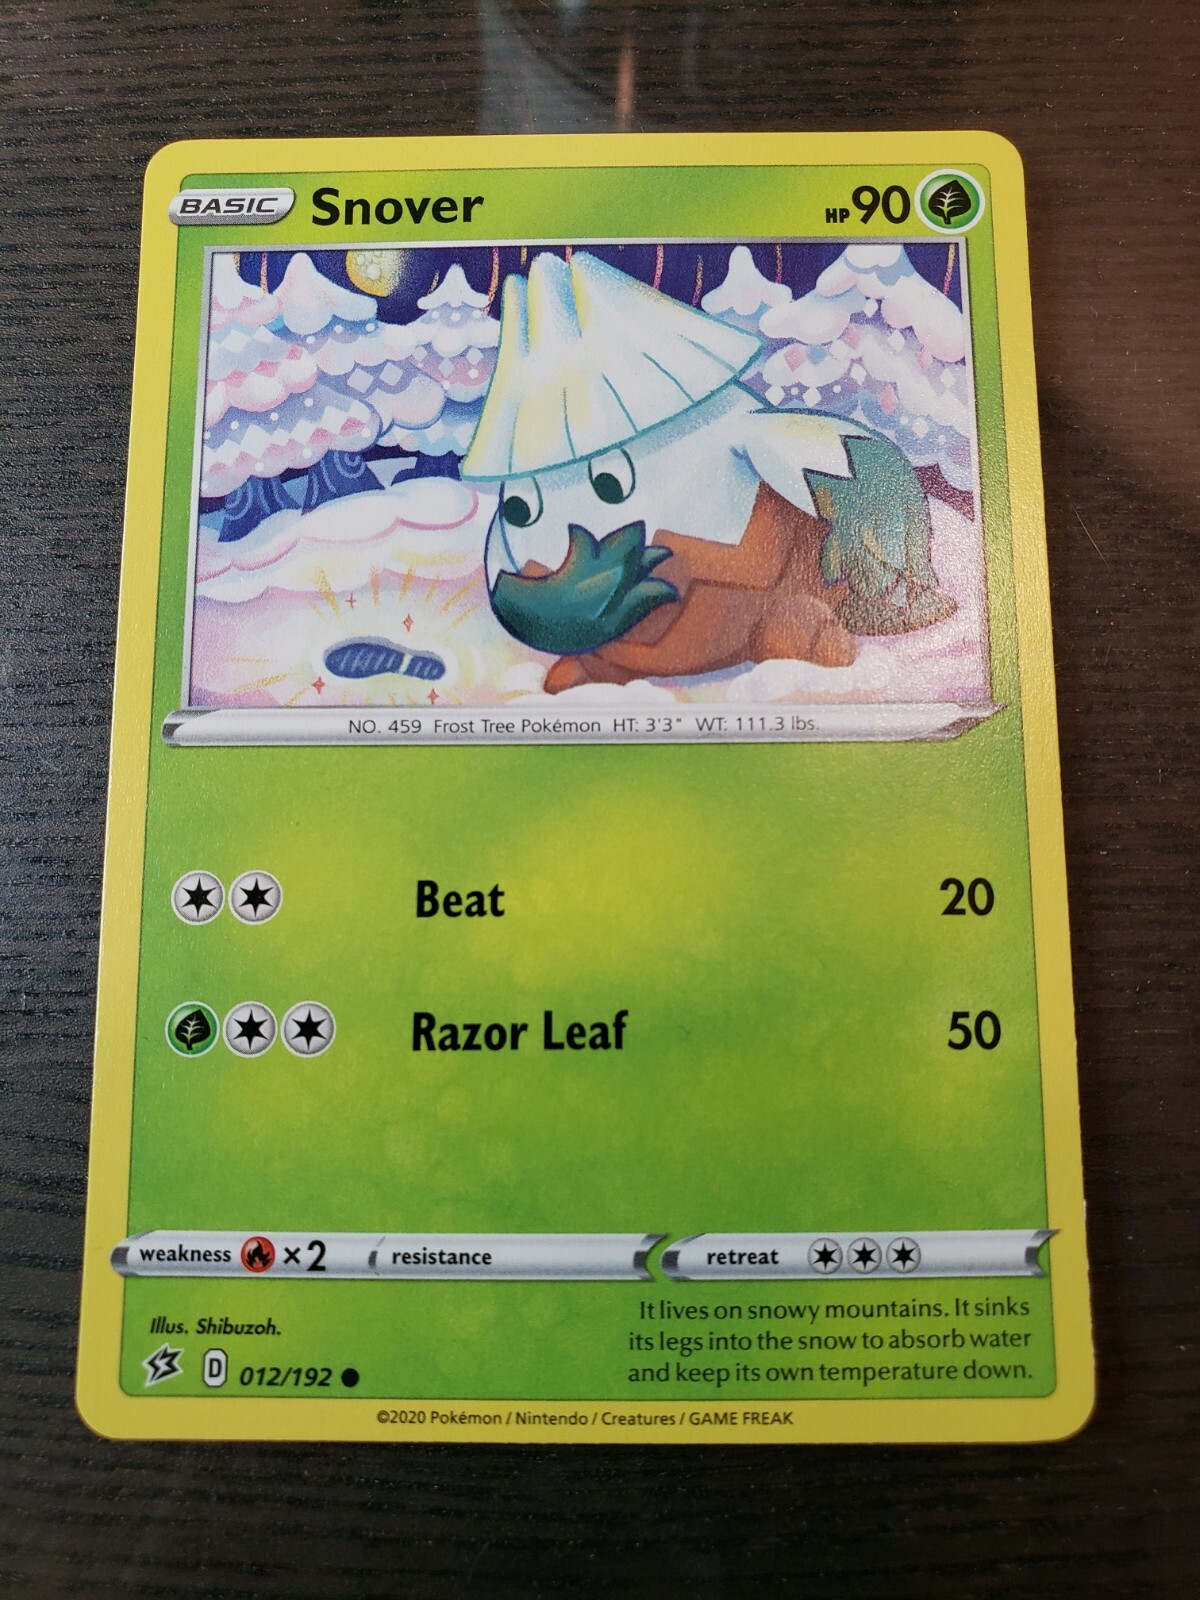 BASIC Snover HP 90
NO. 459 Frost Tree Pokémon HT: 3'3" WT: 111.3 lbs.
Beat 20
Razor Leaf 50
weakness ×2 resistance retreat
It lives on snowy mountains. It sinks
its legs into the snow to absorb water
and keep its own temperature down.
Illus. Shibuzoh.
D 012/192
©2020 Pokémon / Nintendo / Creatures / GAME FREAK